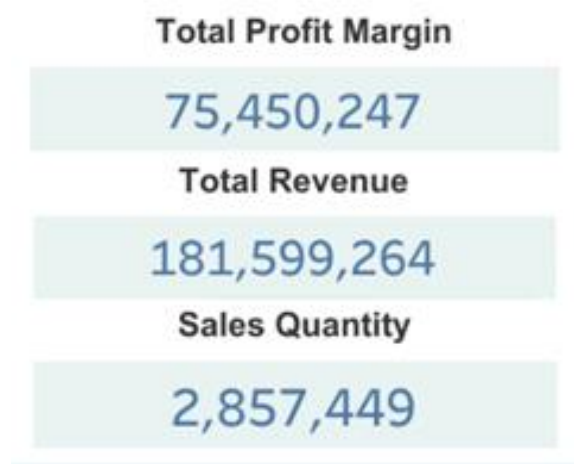 Total Profit Margin
75,450,247
Total Revenue
181,599,264
Sales Quantity
2,857,449